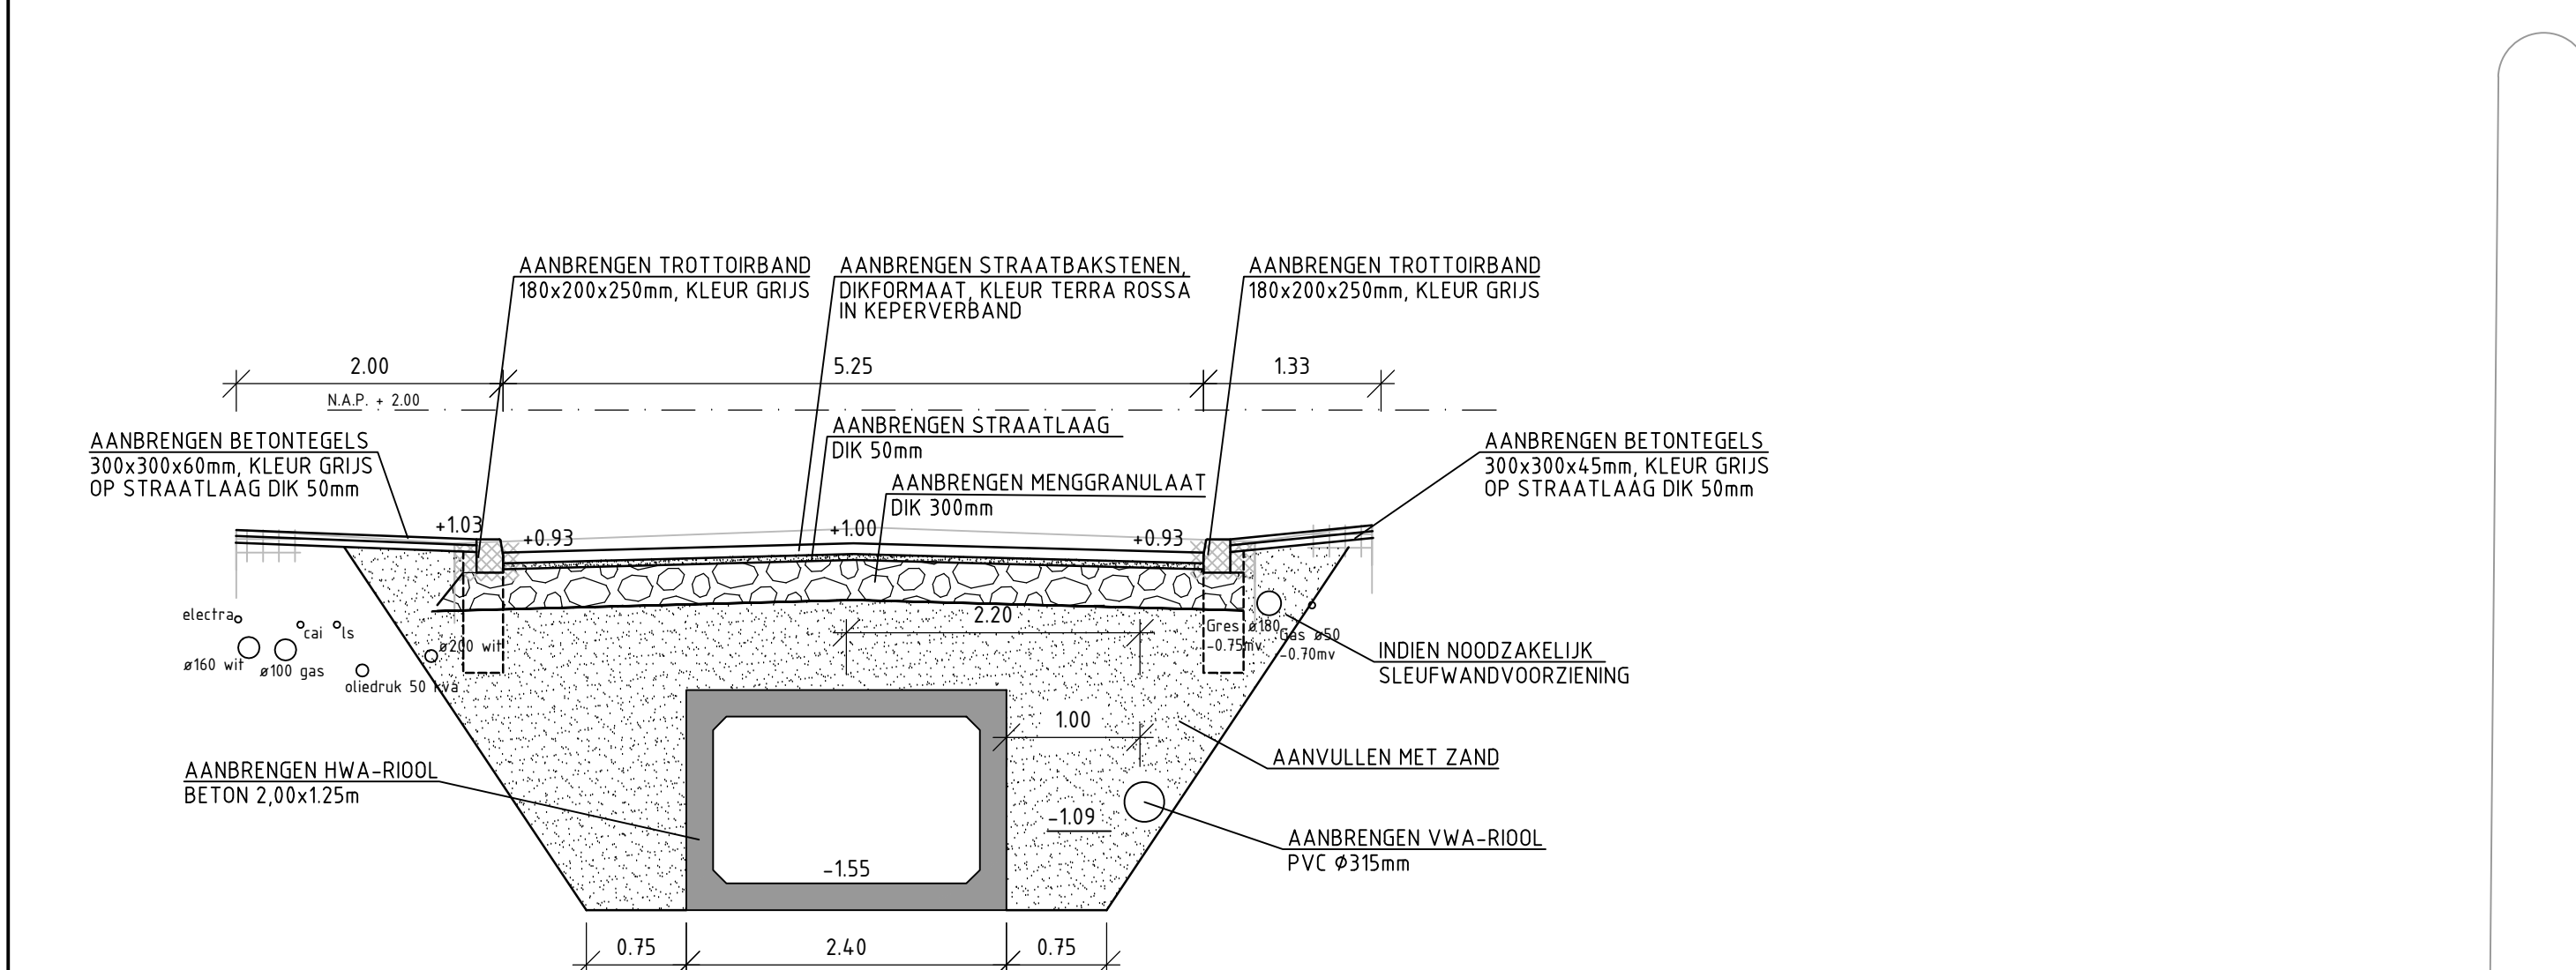 AANBRENGEN TROTTOIRBAND
180x200x250mm, KLEUR GRIJS
AANBRENGEN STRAATBAKSTENEN,
DIKFORMAAT, KLEUR TERRA ROSSA
IN KEPERVERBAND
AANBRENGEN TROTTOIRBAND
180x200x250mm, KLEUR GRIJS
2.00
5.25
1.33
N.A.P. + 2.00
AANBRENGEN STRAATLAAG
DIK 50mm
AANBRENGEN BETONTEGELS
300x300x60mm, KLEUR GRIJS
OP STRAATLAAG DIK 50mm
AANBRENGEN BETONTEGELS
300x300x45mm, KLEUR GRIJS
OP STRAATLAAG DIK 50mm
AANBRENGEN MENGGRANULAAT
DIK 300mm
+1.03
+0.93
+1.00
+0.93
electra
cai
ls
ø160 wit
ø100 gas
ø200 wit
oliedruk 50 kva
2.20
Gres ø180
-0.75mv
Gas ø50
-0.70mv
INDIEN NOODZAKELIJK
SLEUFWANDVOORZIENING
1.00
AANVULLEN MET ZAND
AANBRENGEN HWA-RIOOL
BETON 2,00x1.25m
-1.09
AANBRENGEN VWA-RIOOL
PVC Ø315mm
-1.55
0.75
2.40
0.75